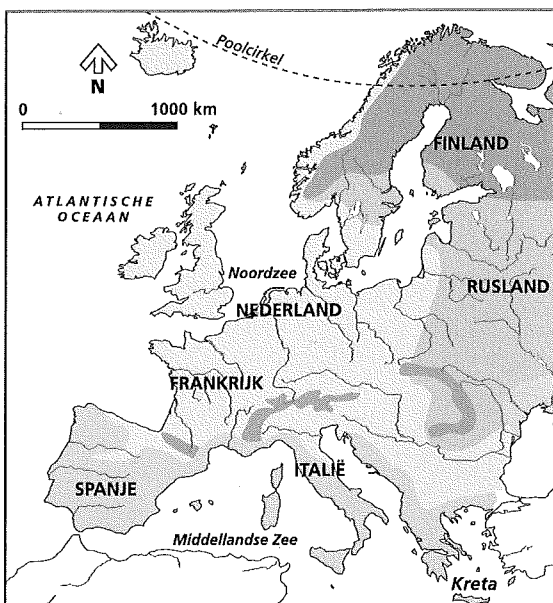 Poolcirkel
N
0 1000 km
FINLAND
ATLANTISCHE
OCEAAN
Noordzee
RUSLAND
NEDERLAND
FRANKRIJK
ITALIË
SPANJE
Middellandse Zee
Kreta